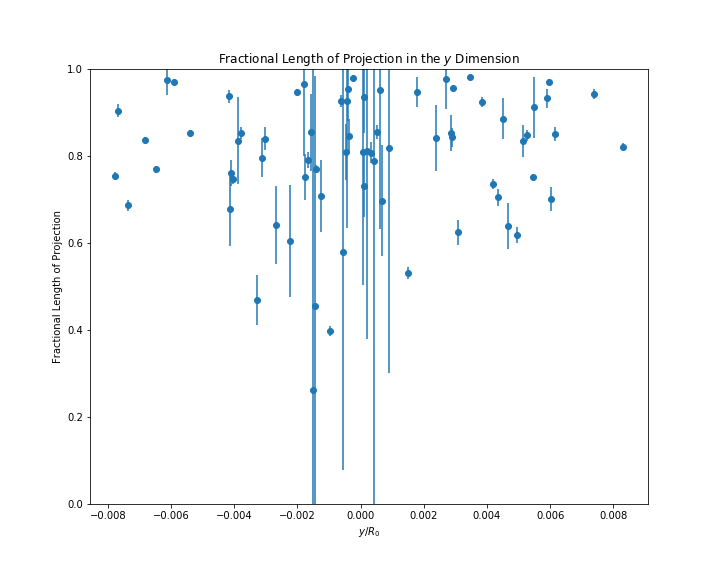 Fractional Length of Projection in the y Dimension
1.0
0.8
0.6
0.4
0.2
0.0
Fractional Length of Projection
−0.008 −0.006 −0.004 −0.002 0.000 0.002 0.004 0.006 0.008
y/R₀